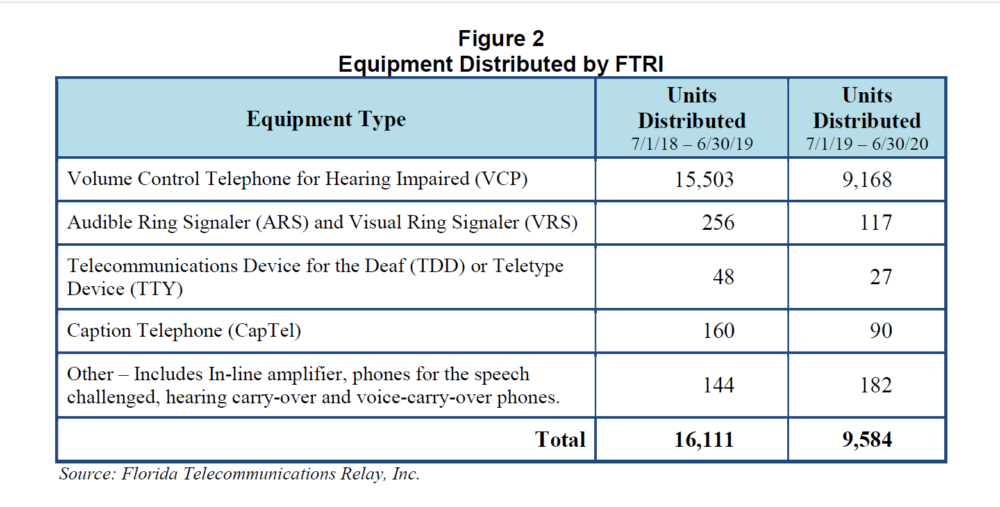 Figure 2
Equipment Distributed by FTRI
Equipment Type
Units
Distributed
7/1/18 – 6/30/19
Units
Distributed
7/1/19 – 6/30/20
Volume Control Telephone for Hearing Impaired (VCP)
15,503
9,168
Audible Ring Signaler (ARS) and Visual Ring Signaler (VRS)
256
117
Telecommunications Device for the Deaf (TDD) or Teletype
Device (TTY)
48
27
Caption Telephone (CapTel)
160
90
Other – Includes In-line amplifier, phones for the speech
challenged, hearing carry-over and voice-carry-over phones.
144
182
Total
16,111
9,584
Source: Florida Telecommunications Relay, Inc.